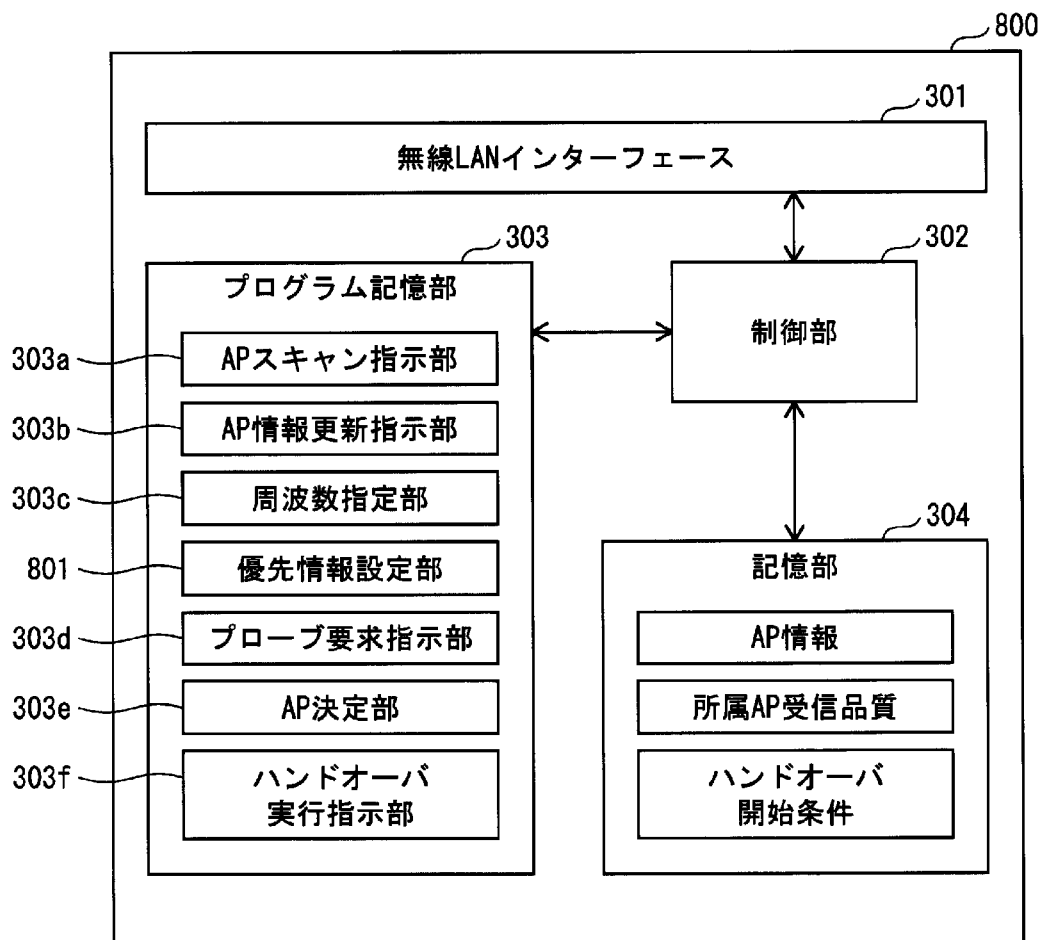 800
301
無線LANインターフェース
303
プログラム記憶部
302
制御部
303a
APスキャン指示部
303b
AP情報更新指示部
303c
周波数指定部
801
優先情報設定部
303d
プローブ要求指示部
303e
AP決定部
303f
ハンドオーバ
実行指示部
304
記憶部
AP情報
所属AP受信品質
ハンドオーバ
開始条件